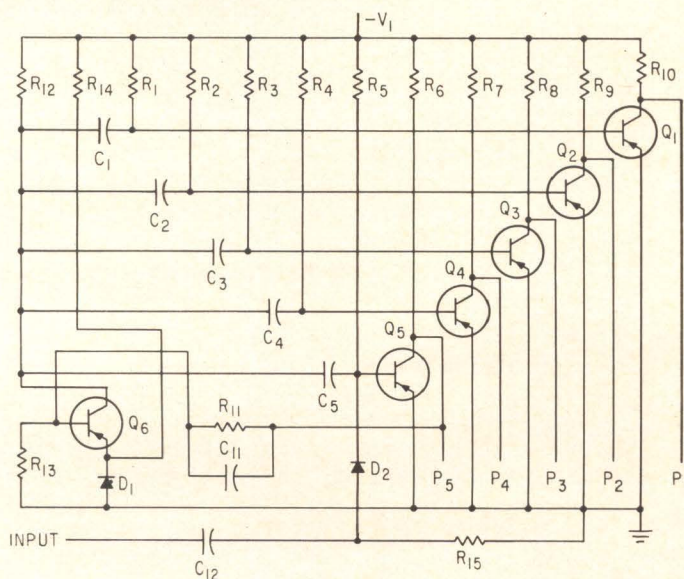 -V1
R12 R14 R1 R2 R3 R4 R5 R6 R7 R8 R9 R10
C1 Q1
C2 Q2
C3 Q3
C4 Q4
C5 Q5
Q6 R11
C11
R13 D1 D2 P5 P4 P3 P2 P
INPUT C12 R15